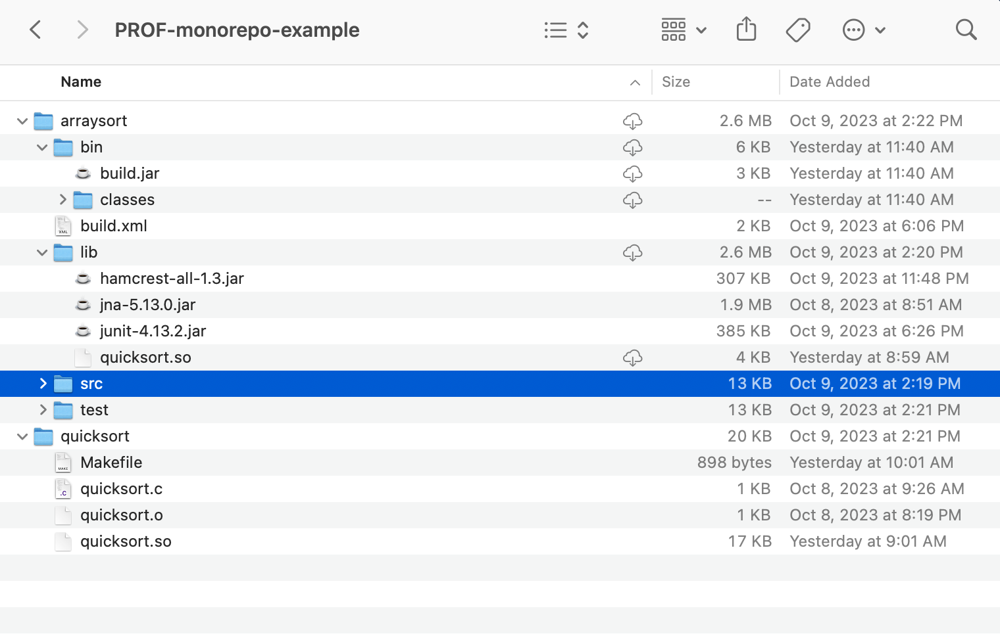 PROF-monorepo-example
Name Size Date Added
arraysort 2.6 MB Oct 9, 2023 at 2:22 PM
bin 6 KB Yesterday at 11:40 AM
build.jar 3 KB Yesterday at 11:40 AM
classes -- Yesterday at 11:40 AM
XML build.xml 2 KB Oct 9, 2023 at 6:06 PM
lib 2.6 MB Oct 9, 2023 at 2:20 PM
hamcrest-all-1.3.jar 307 KB Oct 9, 2023 at 11:48 PM
jna-5.13.0.jar 1.9 MB Oct 8, 2023 at 8:51 AM
junit-4.13.2.jar 385 KB Oct 9, 2023 at 6:26 PM
quicksort.so 4 KB Yesterday at 8:59 AM
src 13 KB Oct 9, 2023 at 2:19 PM
test 13 KB Oct 9, 2023 at 2:21 PM
quicksort 20 KB Oct 9, 2023 at 2:21 PM
MAKE Makefile 898 bytes Yesterday at 10:01 AM
.c quicksort.c 1 KB Oct 8, 2023 at 9:26 AM
quicksort.o 1 KB Oct 8, 2023 at 8:19 PM
quicksort.so 17 KB Yesterday at 9:01 AM